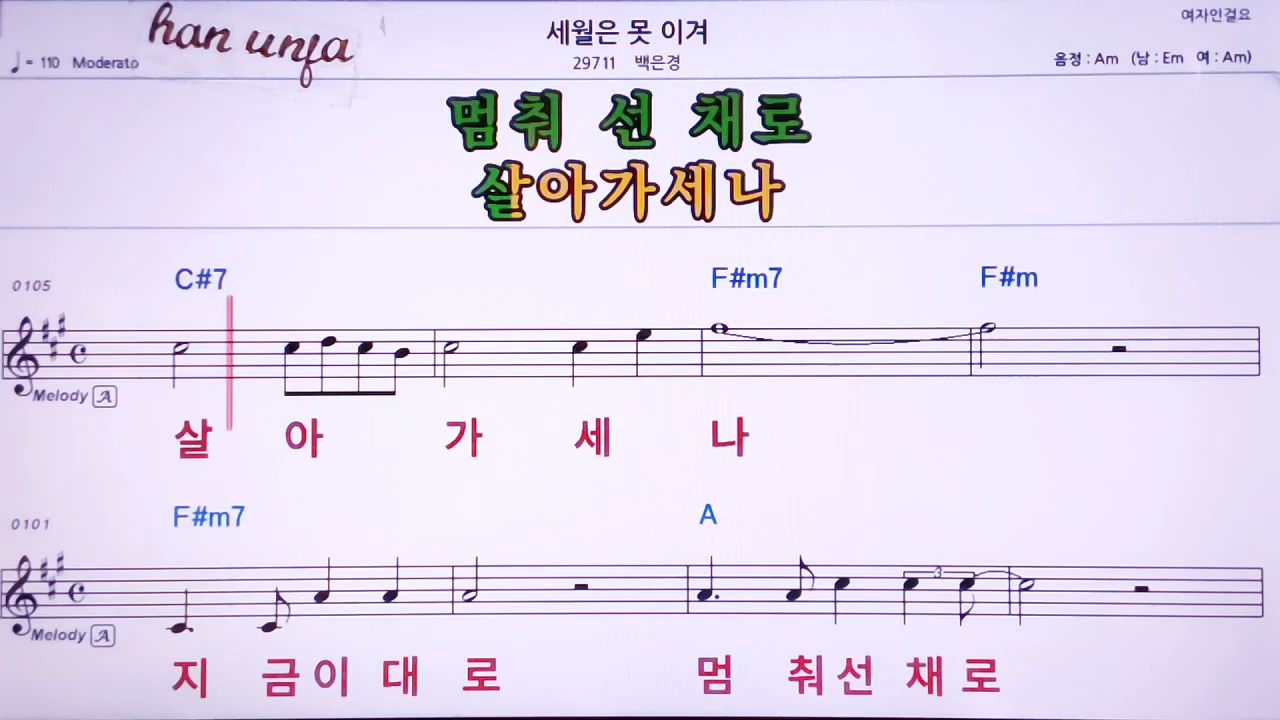 han unja
여자인걸요
세월은 못 이겨
♩= 110 Moderato
29711 백은경
음정 : Am (남 : Em 여 : Am)
멈춰 선 채로
살아가세나
0105
C#7 F#m7 F#m
Melody A
살 아 가 세 나
0101
F#m7 A
3
Melody A
지 금 이 대 로 멈 춰 선 채 로